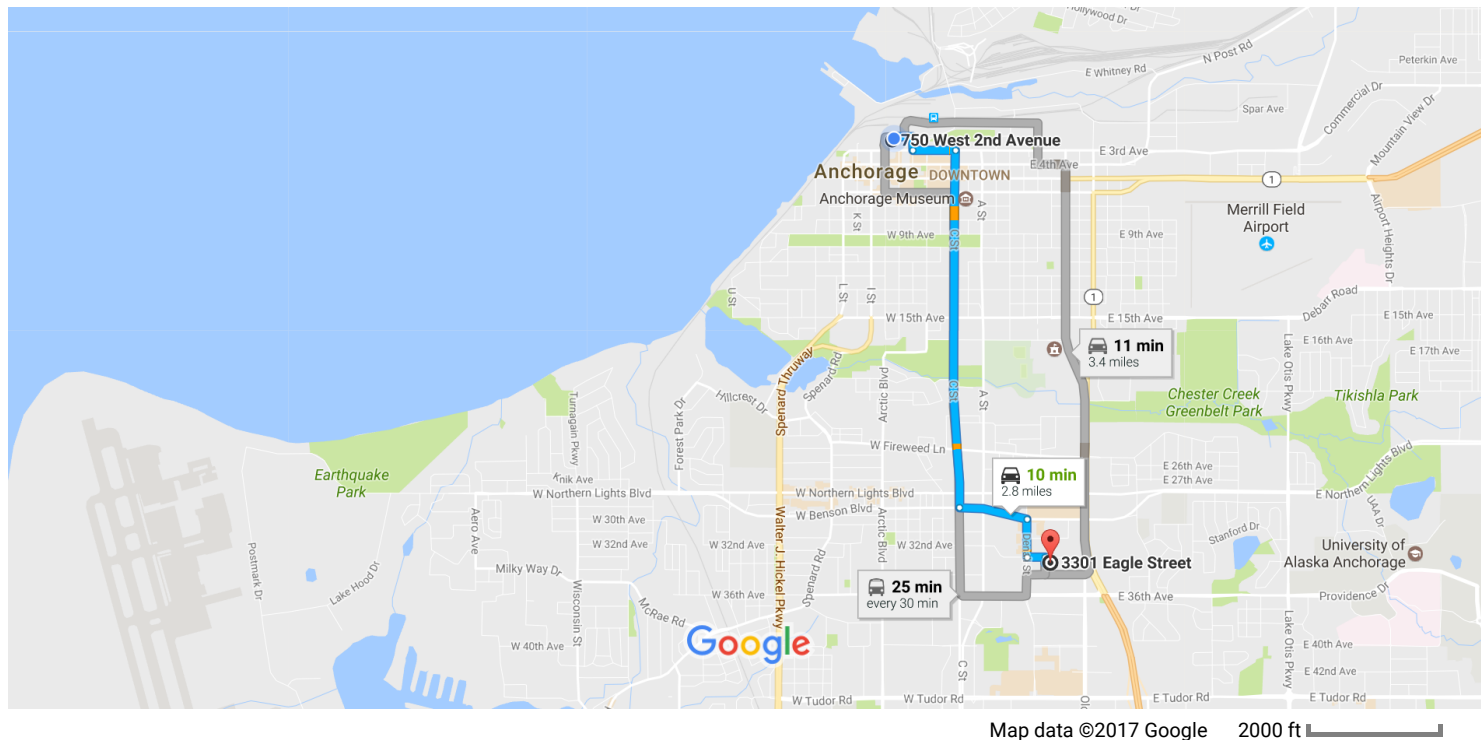 Hollywood Dr
N Post Rd
E Whitney Rd
Peterkin Ave
Commercial Dr
Spar Ave
Mountain View Dr
750 West 2nd Avenue
E 3rd Ave
E 4th Ave
Anchorage
DOWNTOWN
1
Anchorage Museum
A St
K St
Merrill Field
Airport
Airport Heights Dr
W 9th Ave
C St
E 9th Ave
U St
L St
I St
1
Debarr Road
W 15th Ave
E 15th Ave
E 15th Ave
E 16th Ave
E 17th Ave
11 min
3.4 miles
Lake Otis Pkwy
Spenard Thruway
Spenard Rd
Arctic Blvd
C St
A St
Hillcrest Dr
Chester Creek
Greenbelt Park
Tikishla Park
Turnagain Pkwy
Forest Park Dr
W Fireweed Ln
Earthquake
Park
Knik Ave
10 min
2.8 miles
E 26th Ave
E 27th Ave
W Northern Lights Blvd
W Northern Lights Blvd
E Northern Lights Blvd
Aero Ave
W 30th Ave
W Benson Blvd
UAA Dr
W 32nd Ave
W 32nd Ave
W 32nd Ave
Arctic Blvd
Stanford Dr
Walter J. Hickel Pkwy
Spenard Rd
Postmark Dr
Lake Hood Dr
Milky Way Dr
3301 Eagle Street
University of
Alaska Anchorage
25 min
every 30 min
Wisconsin St
McRae Rd
W 36th Ave
E 36th Ave
Providence Dr
Google
W 40th Ave
C St
Lake Otis Pkwy
E 40th Ave
E 42nd Ave
W Tudor Rd
W Tudor Rd
E Tudor Rd
E Tudor Rd
Map data ©2017 Google 2000 ft